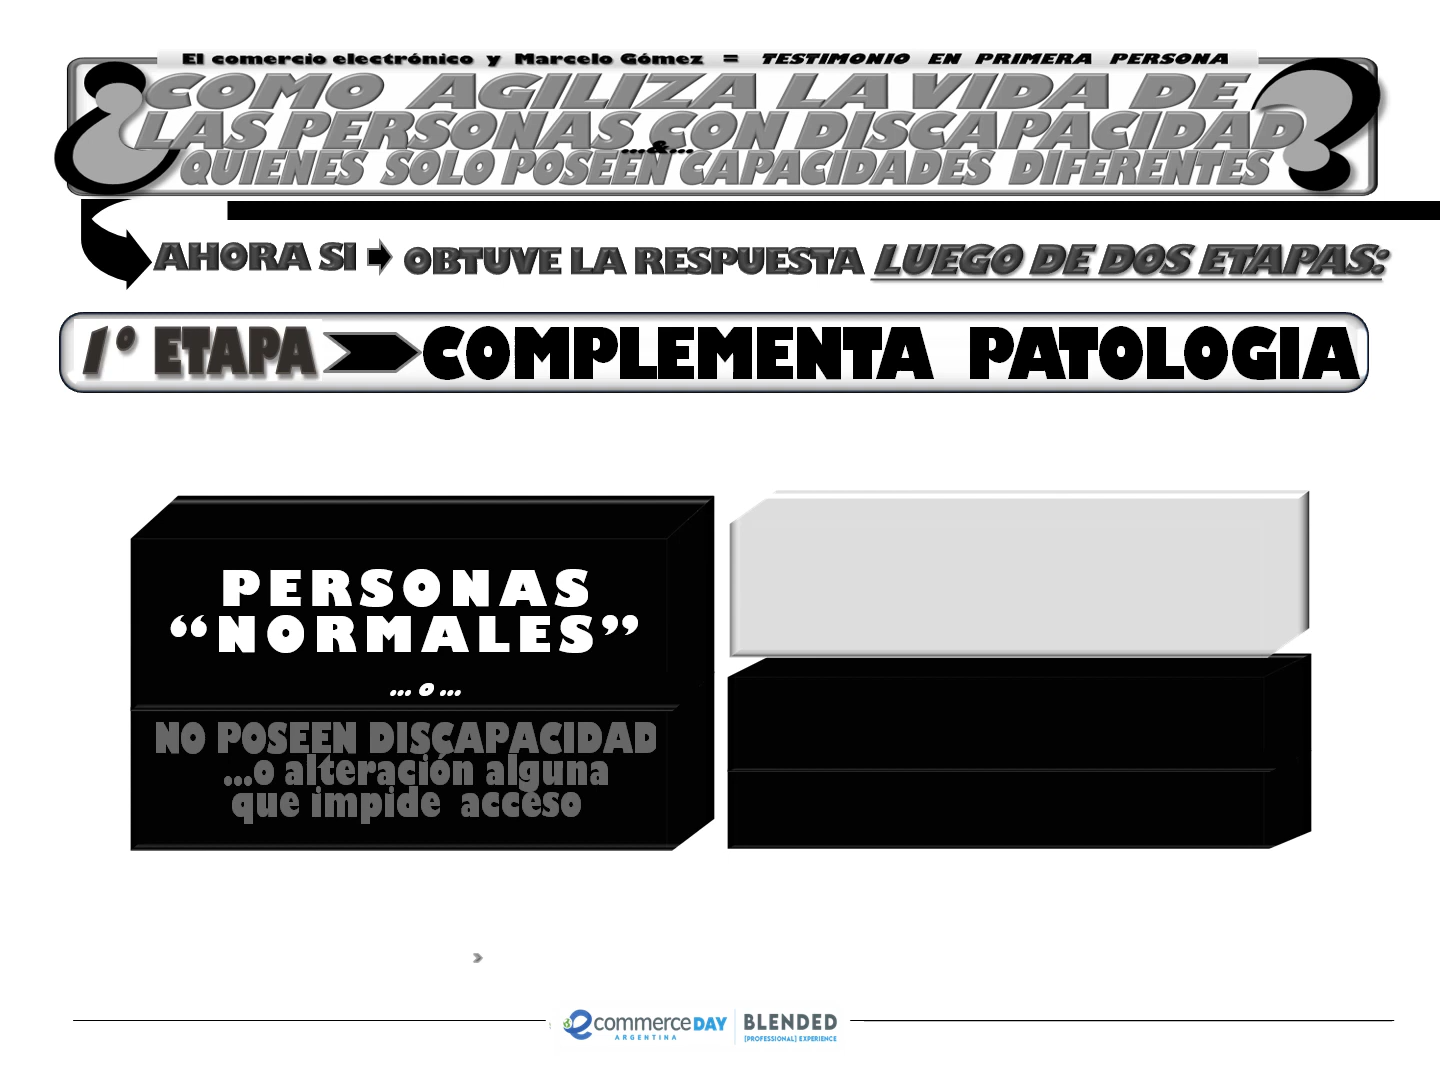 El comercio electrónico y Marcelo Gómez = TESTIMONIO EN PRIMERA PERSONA
¿COMO AGILIZA LA VIDA DE
LAS PERSONAS CON DISCAPACIDAD
...&...
QUIENES SOLO POSEEN CAPACIDADES DIFERENTES?
AHORA SI OBTUVE LA RESPUESTA LUEGO DE DOS ETAPAS:
1° ETAPA COMPLEMENTA PATOLOGIA
PERSONAS
“NORMALES”
... o ...
NO POSEEN DISCAPACIDAD
...o alteración alguna
que impide acceso
ecommerce DAY
ARGENTINA
BLENDED
[PROFESSIONAL] EXPERIENCE